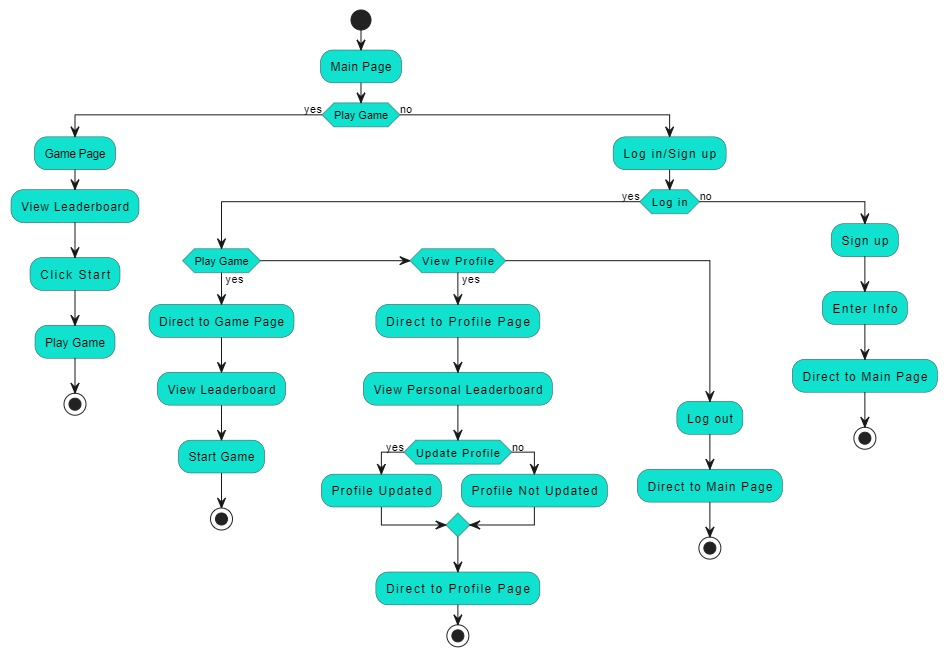 Main Page
yes
Play Game
no
Game Page
Log in/Sign up
View Leaderboard
yes
Log in
no
Sign up
Click Start
Play Game
View Profile
yes
yes
Enter Info
Direct to Game Page
Direct to Profile Page
Play Game
Direct to Main Page
View Leaderboard
View Personal Leaderboard
Log out
yes
Update Profile
no
Start Game
Profile Updated
Profile Not Updated
Direct to Main Page
Direct to Profile Page